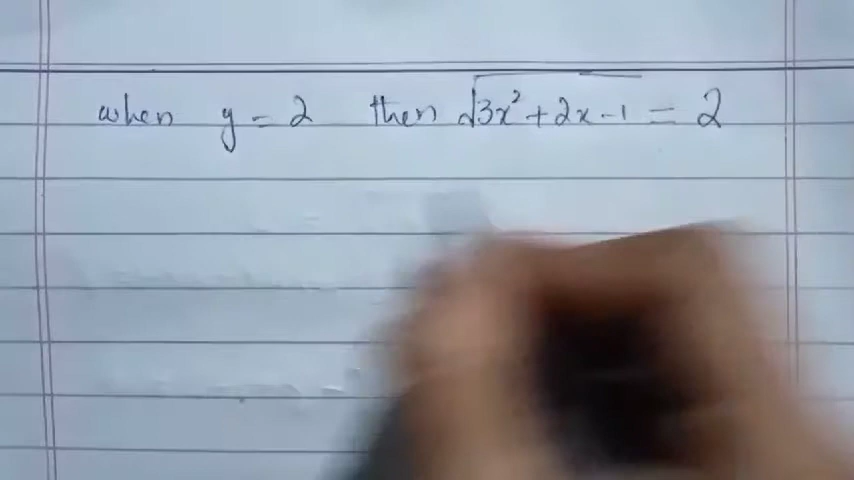 when y = 2 then √3x²+2x-1 = 2